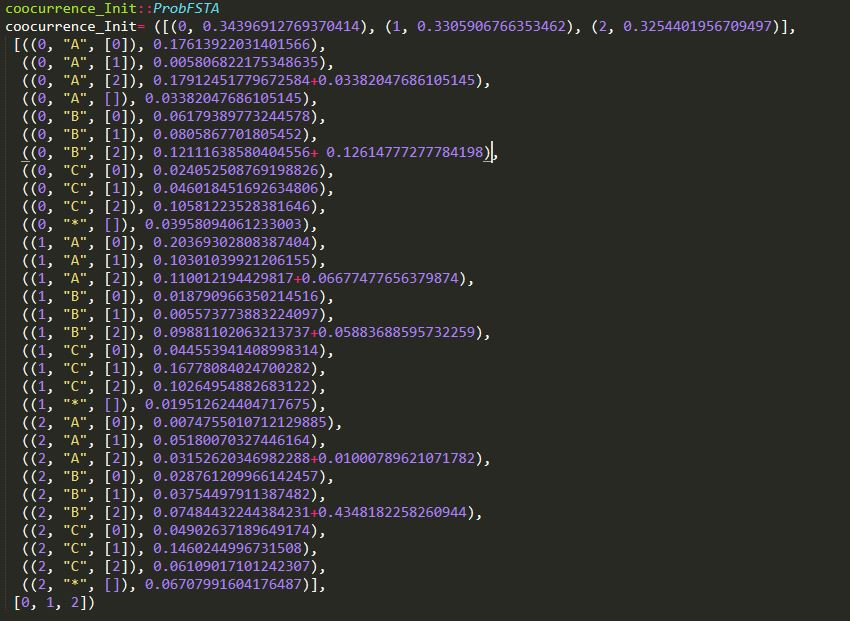 coocurrence_Init::ProbFSTA
coocurrence_Init= ([(0, 0.34396912769370414), (1, 0.3305906766353462), (2, 0.3254401956709497)],
[((0, "A", [0]), 0.17613922031401566),
((0, "A", [1]), 0.005806822175348635),
((0, "A", [2]), 0.17912451779672584+0.03382047686105145),
((0, "A", []), 0.03382047686105145),
((0, "B", [0]), 0.06179389773244578),
((0, "B", [1]), 0.0805867701805452),
((0, "B", [2]), 0.12111638580404556+ 0.12614777277784198),
((0, "C", [0]), 0.024052508769198826),
((0, "C", [1]), 0.046018451692634806),
((0, "C", [2]), 0.10581223528381646),
((0, "*", []), 0.03958094061233003),
((1, "A", [0]), 0.20369302808387404),
((1, "A", [1]), 0.10301039921206155),
((1, "A", [2]), 0.110012194429817+0.06677477656379874),
((1, "B", [0]), 0.018790966350214516),
((1, "B", [1]), 0.005573773883224097),
((1, "B", [2]), 0.09881102063213737+0.05883688595732259),
((1, "C", [0]), 0.044553941408998314),
((1, "C", [1]), 0.16778084024700282),
((1, "C", [2]), 0.10264954882683122),
((1, "*", []), 0.019512624404717675),
((2, "A", [0]), 0.0074755010712129885),
((2, "A", [1]), 0.05180070327446164),
((2, "A", [2]), 0.03152620346982288+0.01000789621071782),
((2, "B", [0]), 0.028761209966142457),
((2, "B", [1]), 0.03754497911387482),
((2, "B", [2]), 0.07484432244384231+0.4348182258260944),
((2, "C", [0]), 0.04902637189649174),
((2, "C", [1]), 0.1460244996731508),
((2, "C", [2]), 0.06109017101242307),
((2, "*", []), 0.06707991604176487)],
[0, 1, 2])